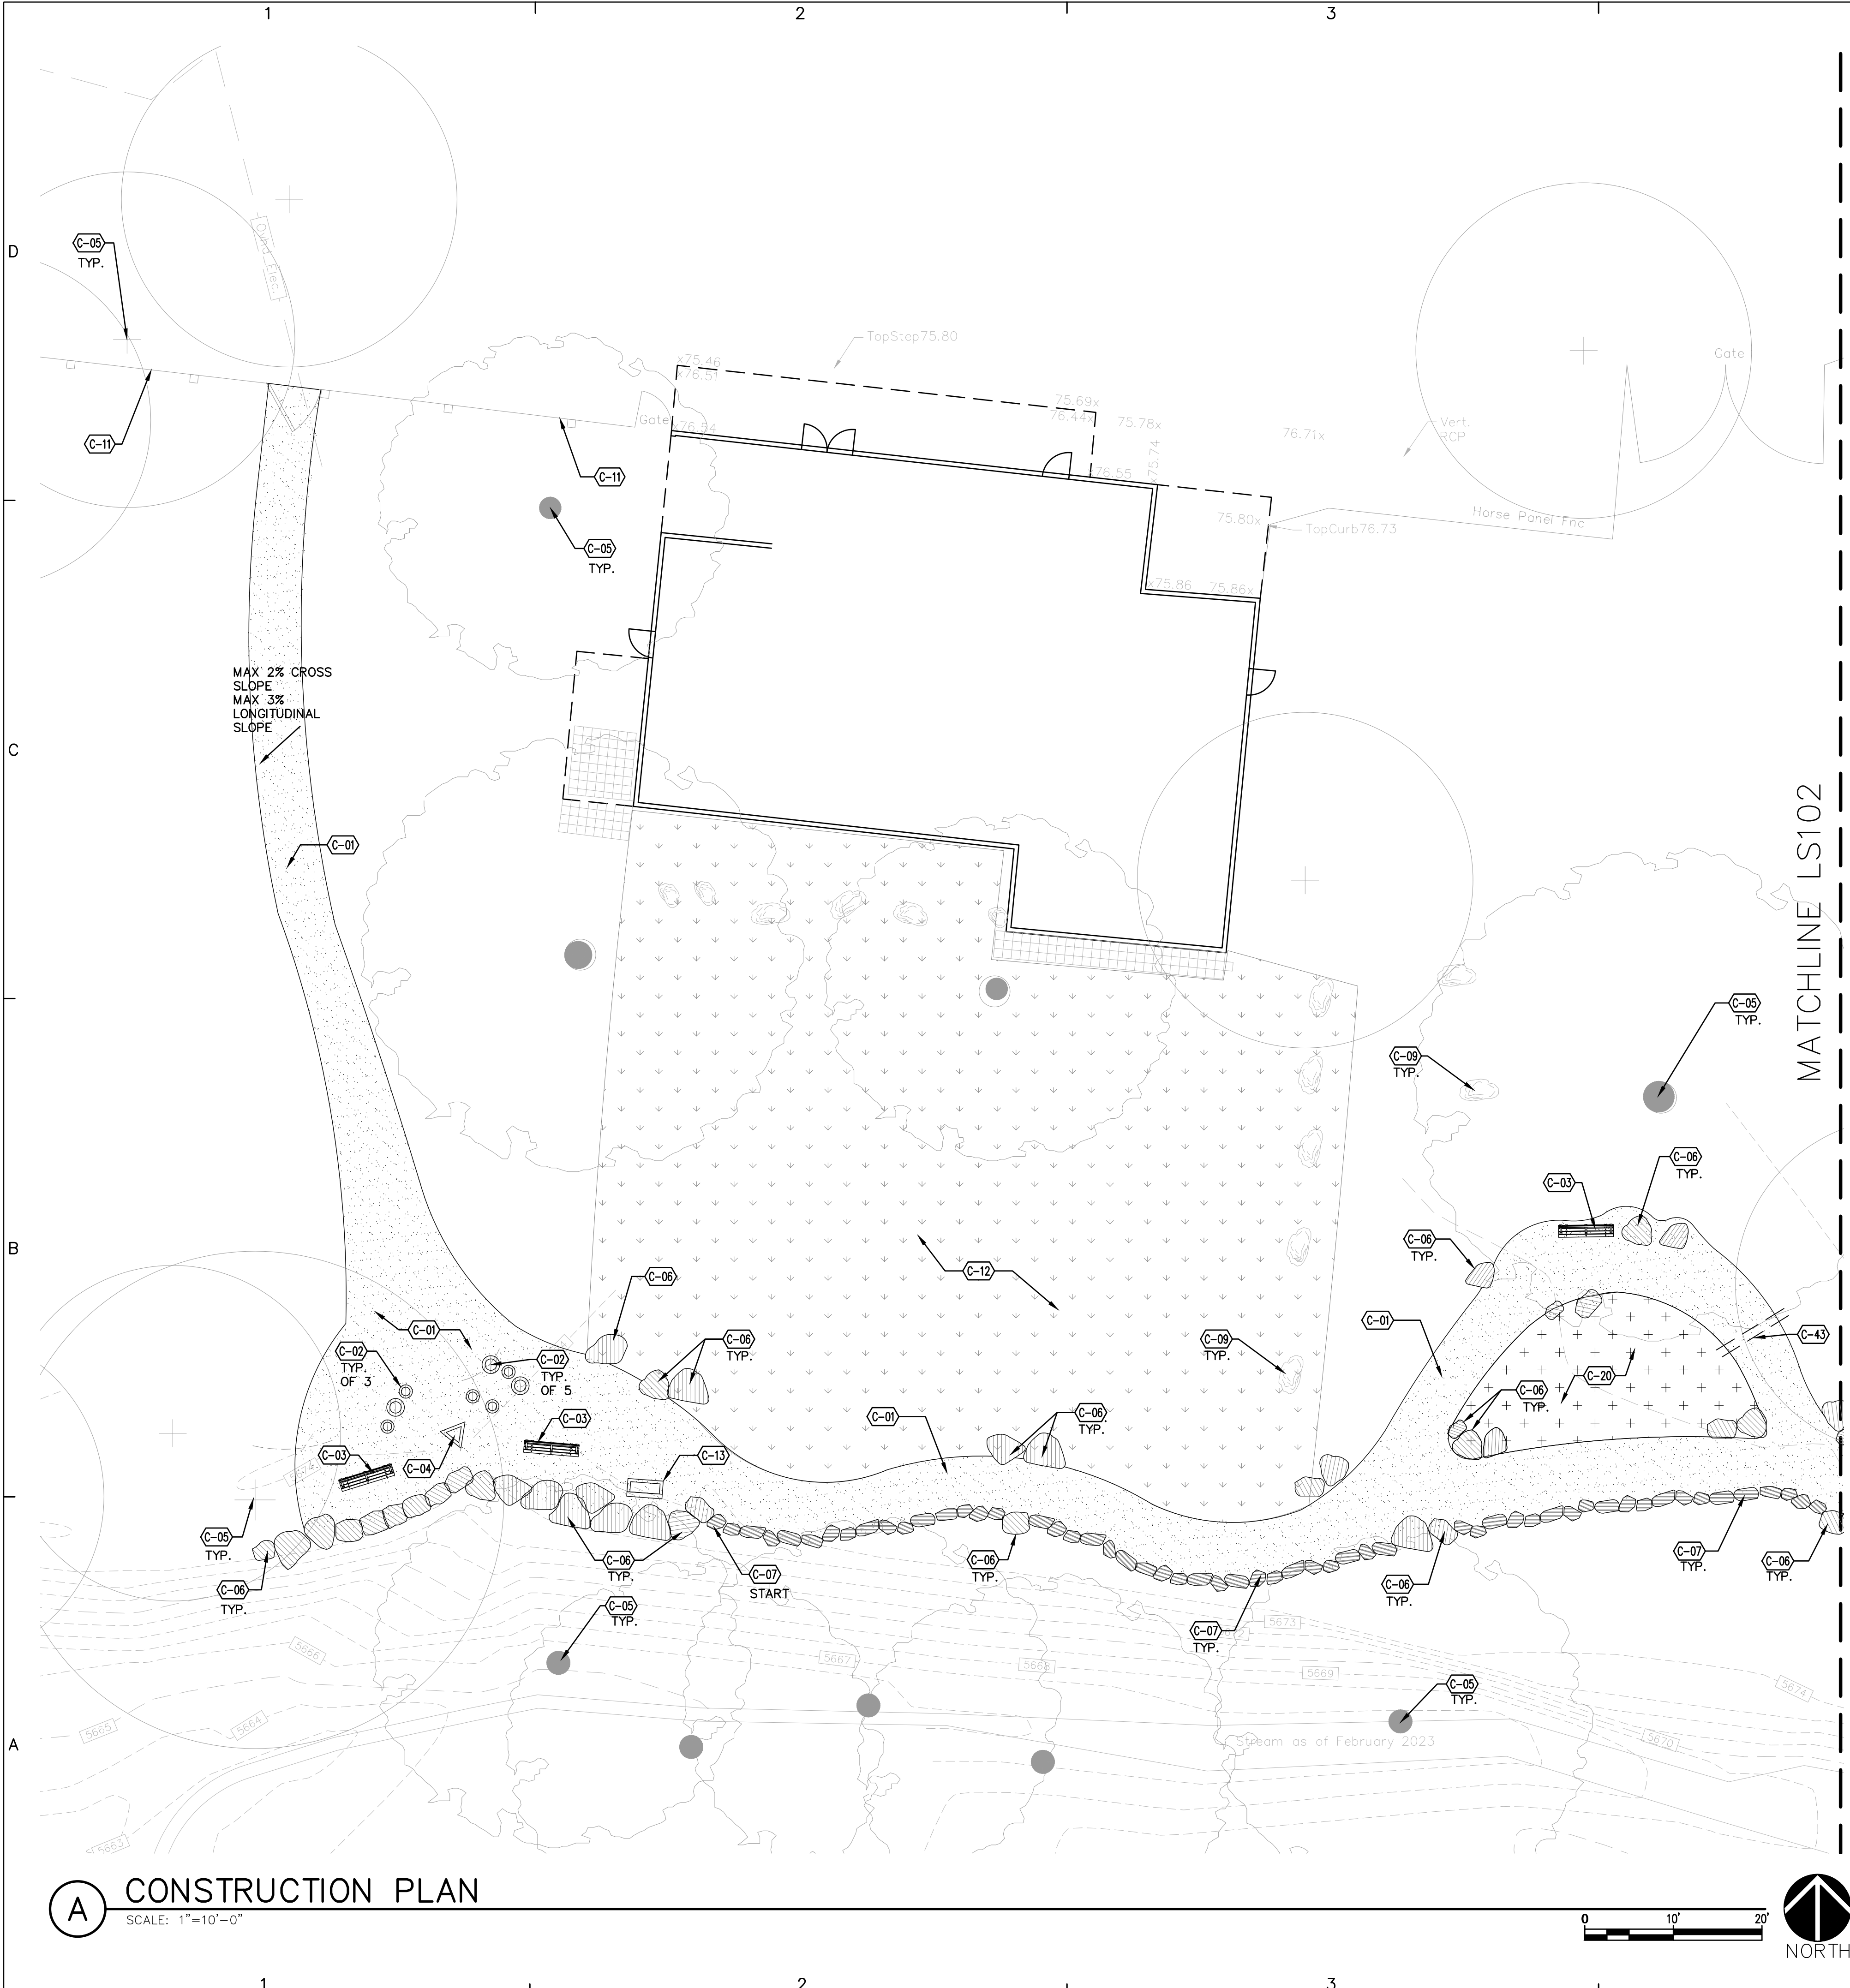 1
2
3
D
C-05
TYP.
Ovhd Elec.
TopStep75.80
x75.46
x76.51
Gate
75.69x
76.44x
75.78x
76.71x
Vert.
RCP
C-11
Gate
x76.54
x76.55
x75.74
C-11
75.80x
TopCurb76.73
Horse Panel Fnc
C-05
TYP.
x75.86
75.86x
MAX 2% CROSS
SLOPE
MAX 3%
LONGITUDINAL
SLOPE
C
C-01
MATCHLINE LS102
C-05
TYP.
C-09
TYP.
C-06
TYP.
C-03
C-06
TYP.
B
C-12
C-06
C-01
C-01
C-43
C-06
TYP.
C-09
TYP.
C-02
TYP.
OF 3
C-02
TYP.
OF 5
C-20
C-06
TYP.
C-03
C-01
C-06
TYP.
C-03
C-04
C-13
C-05
TYP.
C-06
TYP.
C-06
TYP.
C-07
START
C-06
TYP.
C-06
TYP.
C-07
TYP.
C-06
TYP.
C-05
TYP.
C-07
TYP.
5673
5666
5667
5668
5669
5674
C-05
TYP.
5665
5664
Stream as of February 2023
5670
A
5663
A
CONSTRUCTION PLAN
SCALE: 1"=10'-0"
0
10'
20'
NORTH
1
2
3